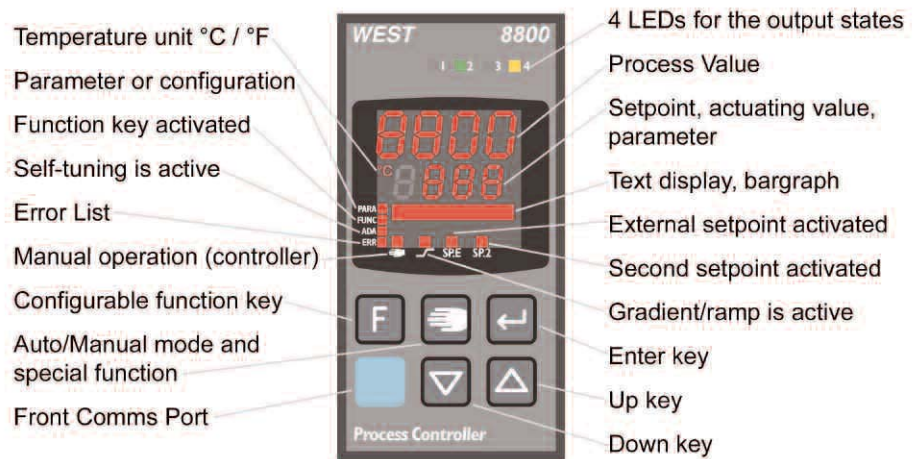 Temperature unit °C / °F
Parameter or configuration
Function key activated
Self-tuning is active
Error List
Manual operation (controller)
Configurable function key
Auto/Manual mode and
special function
Front Comms Port
WEST 8800
1 2 3 4
8800
°C 888
PARA
FUNC
ADA
ERR
SP.E SP.2
F
Process Controller
4 LEDs for the output states
Process Value
Setpoint, actuating value,
parameter
Text display, bargraph
External setpoint activated
Second setpoint activated
Gradient/ramp is active
Enter key
Up key
Down key